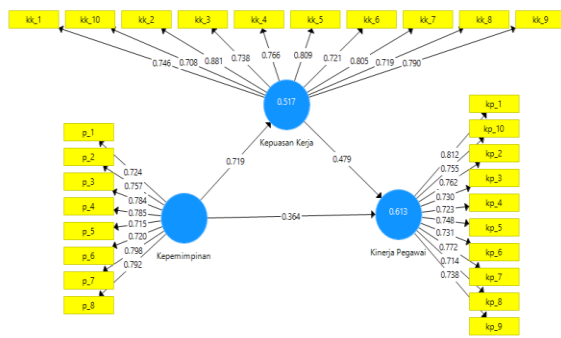 kk_1 kk_10 kk_2 kk_3 kk_4 kk_5 kk_6 kk_7 kk_8 kk_9
0.746 0.708 0.881 0.738 0.766 0.809 0.721 0.805 0.719 0.790
0.517
Kepuasan Kerja
p_1
p_2
p_3
p_4
p_5
p_6
p_7
p_8
0.724
0.757
0.784
0.785
0.715
0.720
0.798
0.792
Kepemimpinan
0.719
0.479
0.364
0.613
Kinerja Pegawai
0.812
0.755
0.762
0.730
0.723
0.748
0.731
0.772
0.714
0.738
kp_1
kp_10
kp_2
kp_3
kp_4
kp_5
kp_6
kp_7
kp_8
kp_9